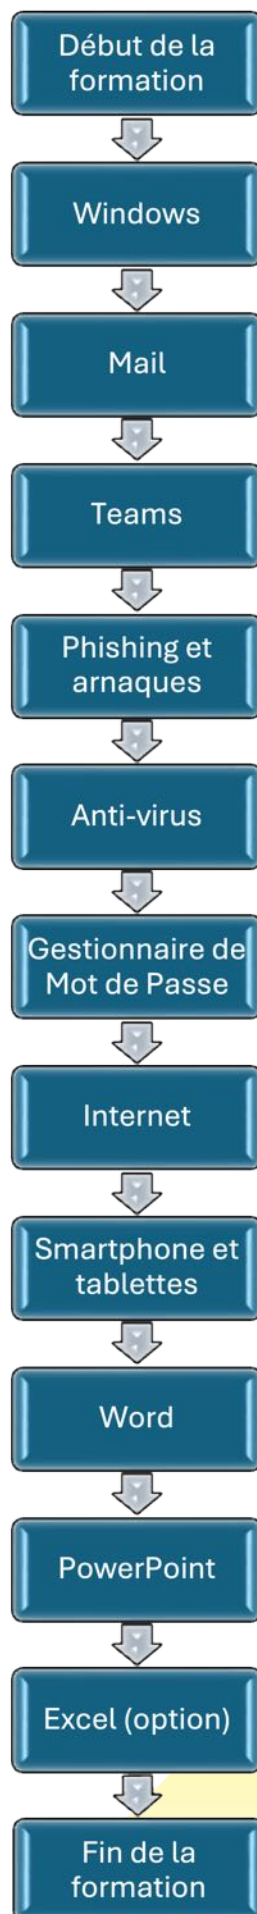 Début de la
formation
Windows
Mail
Teams
Phishing et
arnaques
Anti-virus
Gestionnaire de
Mot de Passe
Internet
Smartphone et
tablettes
Word
PowerPoint
Excel (option)
Fin de la
formation